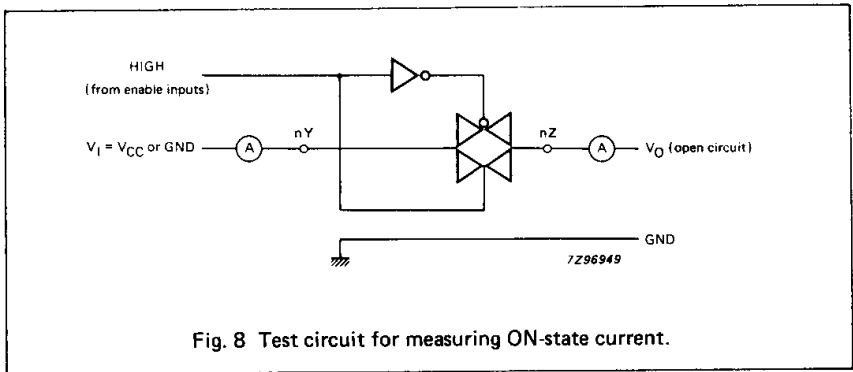 HIGH
(from enable inputs)
V_I = V_CC or GND
A
nY
nZ
A
V_O (open circuit)
GND
7Z96949
Fig. 8 Test circuit for measuring ON-state current.